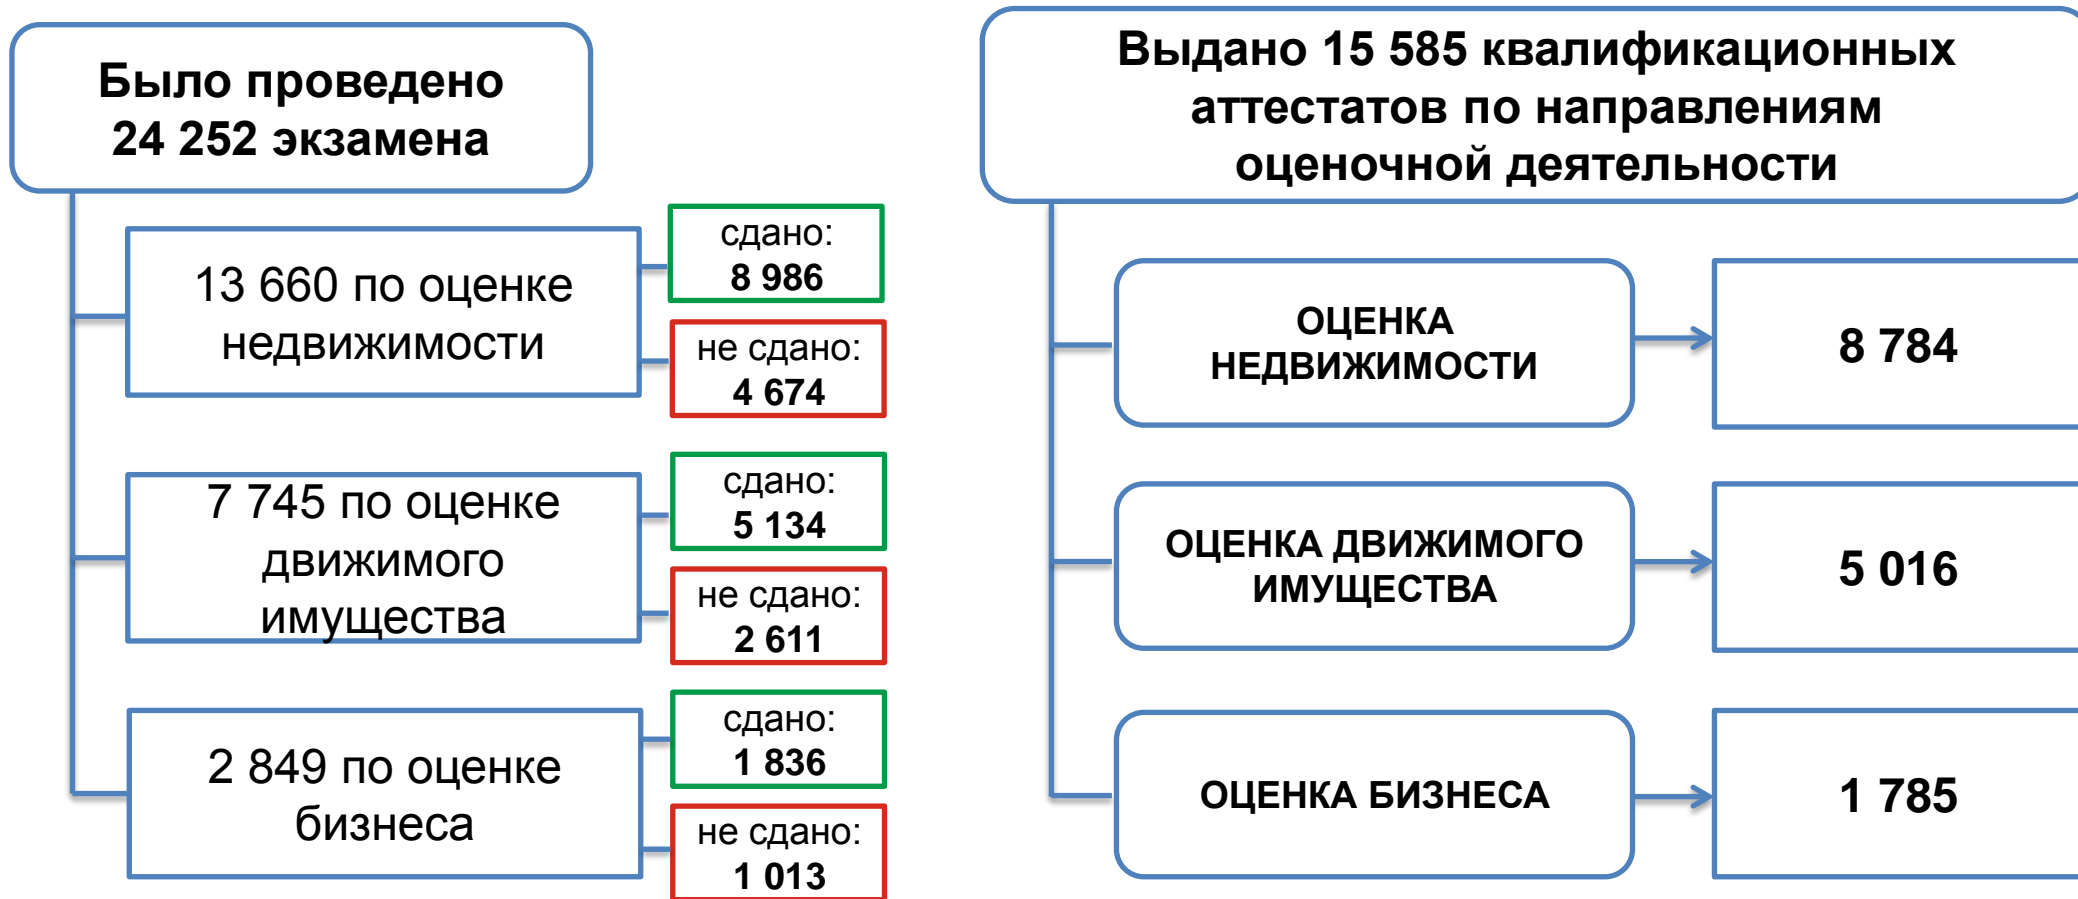 Было проведено
24 252 экзамена
13 660 по оценке
недвижимости
сдано:
8 986
не сдано:
4 674
7 745 по оценке
движимого
имущества
сдано:
5 134
не сдано:
2 611
2 849 по оценке
бизнеса
сдано:
1 836
не сдано:
1 013
Выдано 15 585 квалификационных
аттестатов по направлениям
оценочной деятельности
ОЦЕНКА
НЕДВИЖИМОСТИ
8 784
ОЦЕНКА ДВИЖИМОГО
ИМУЩЕСТВА
5 016
ОЦЕНКА БИЗНЕСА
1 785